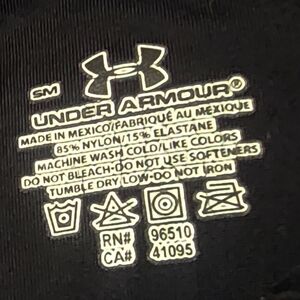 SM
UNDER ARMOUR®
MADE IN MEXICO/FABRIQUÉ AU MEXIQUE
85% NYLON/15% ELASTANE
MACHINE WASH COLD/LIKE COLORS
DO NOT BLEACH-DO NOT USE SOFTENERS
TUMBLE DRY LOW-DO NOT IRON
RN# 96510
CA# 41095